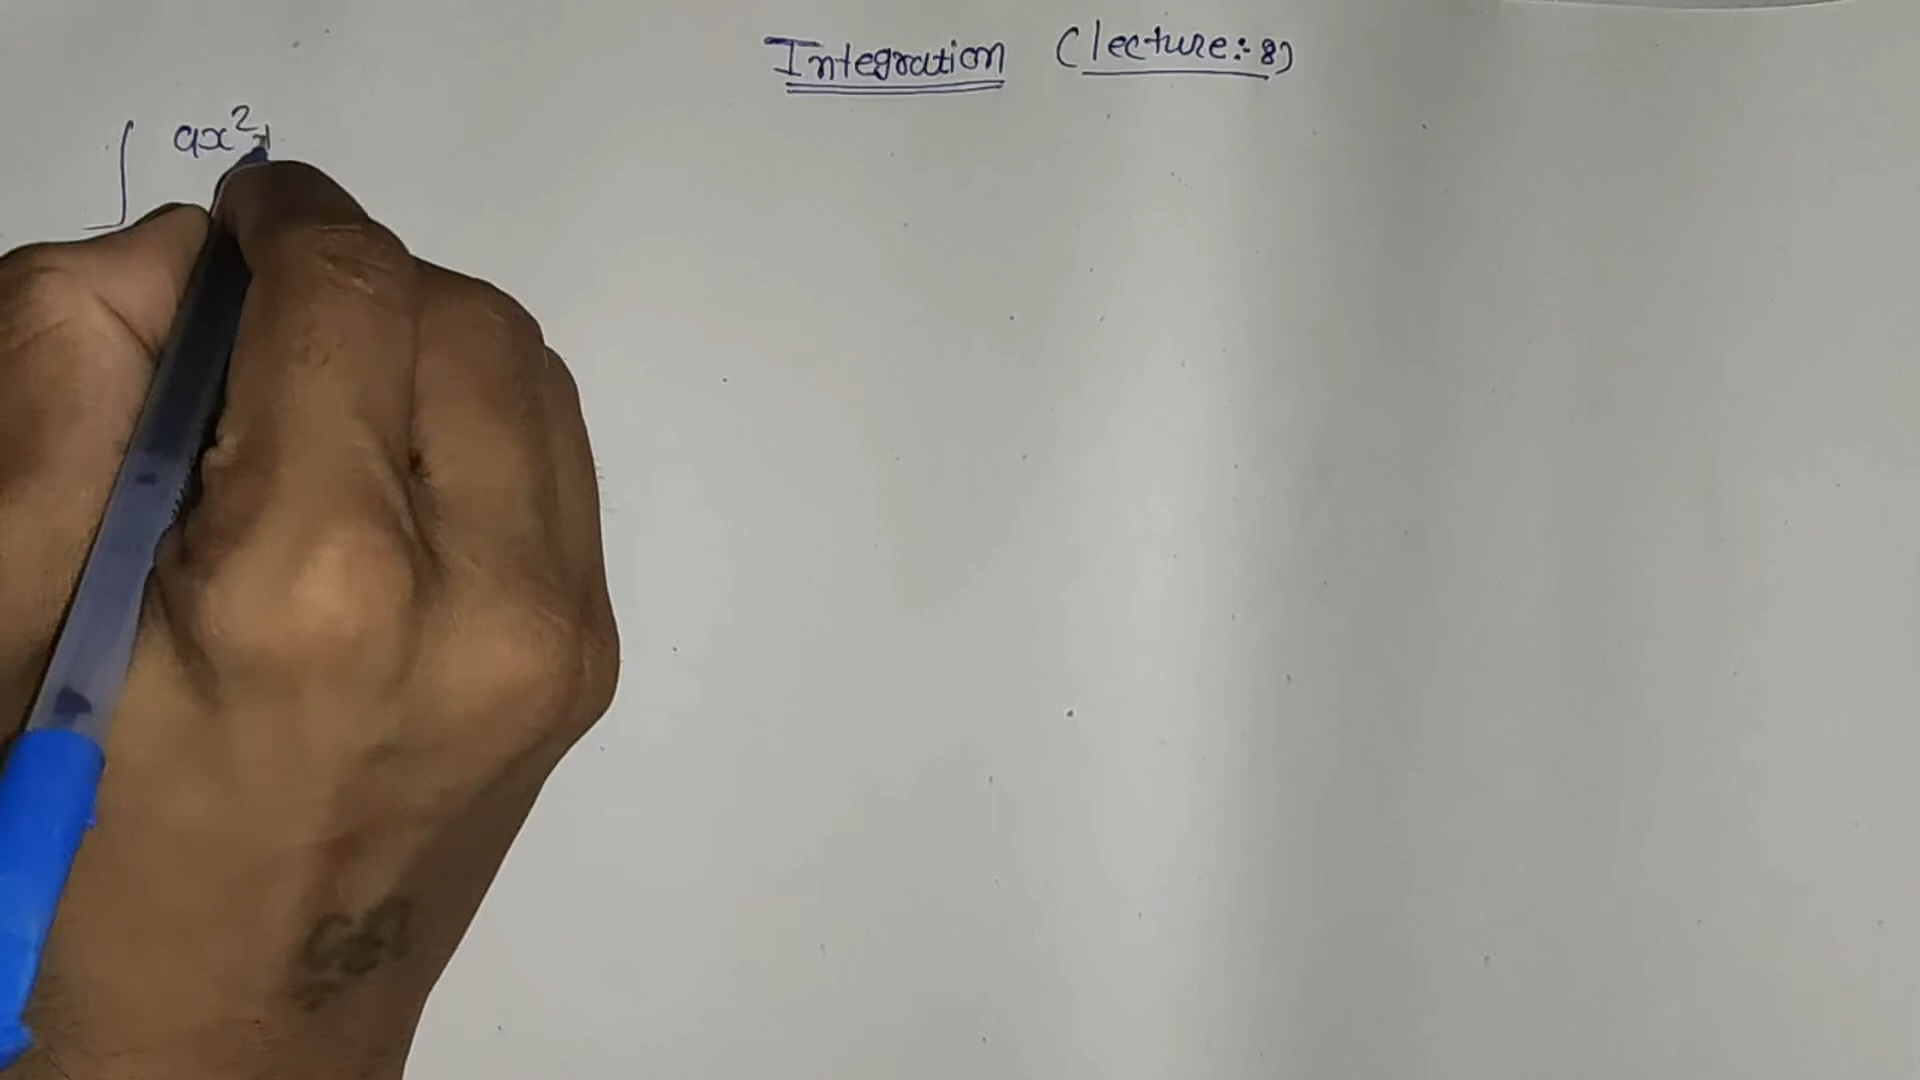 Integration (lecture:-8)
∫ ax²+